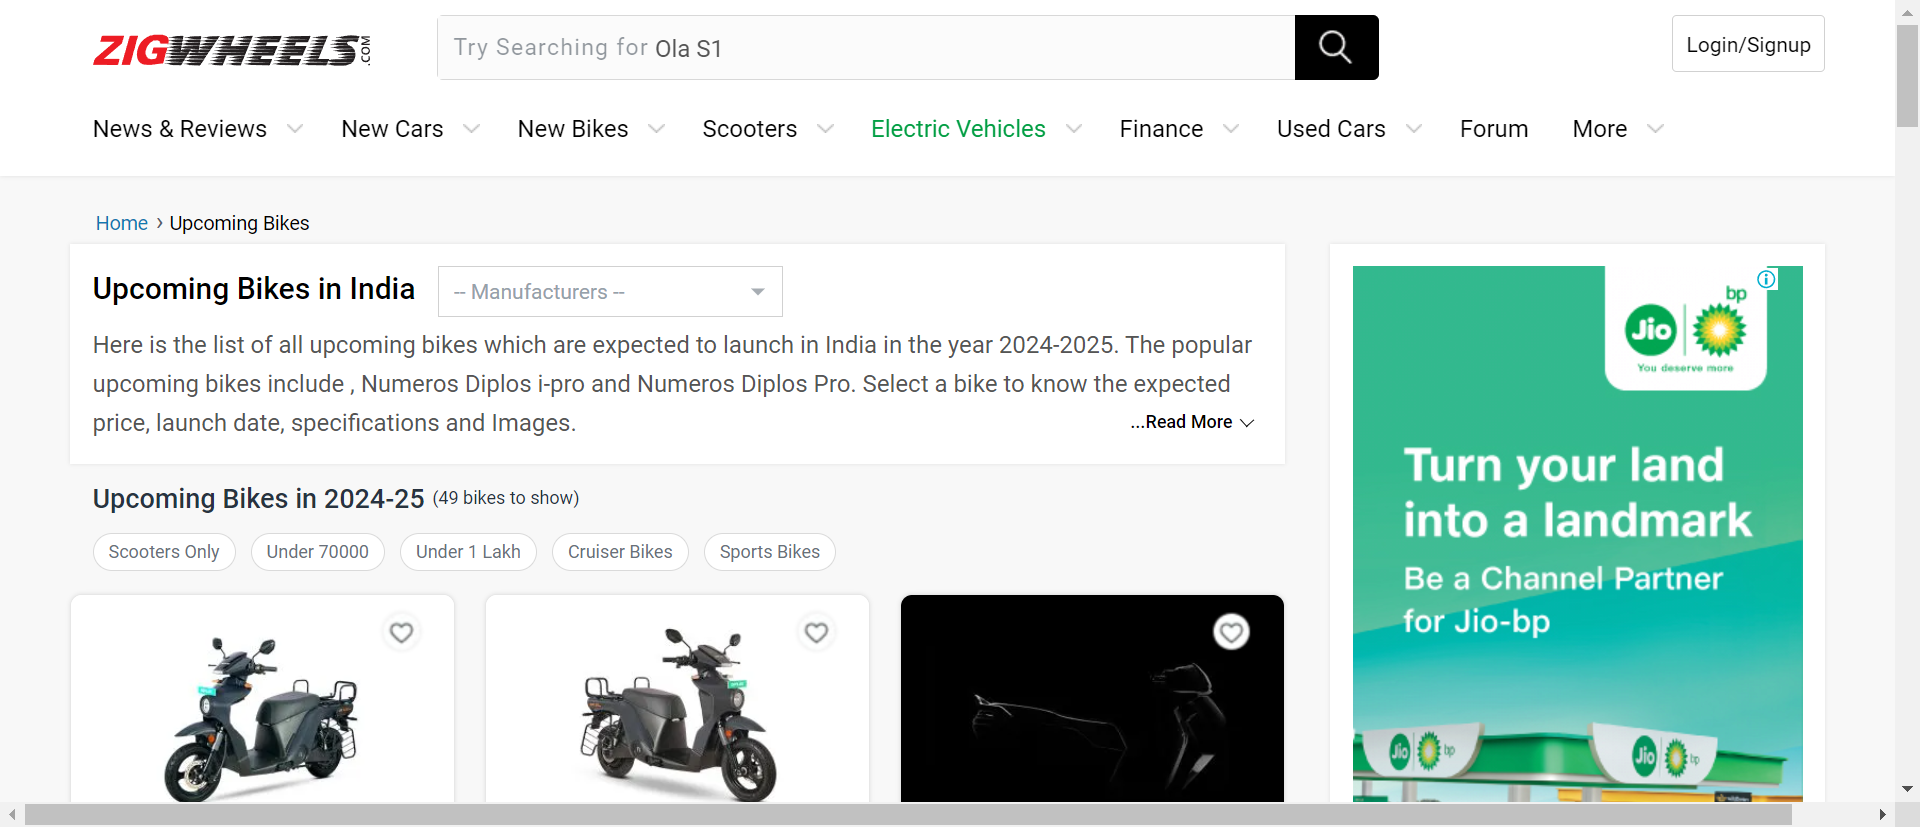 ZIGWHEELS.COM
Try Searching for Ola S1
Login/Signup
News & Reviews
New Cars
New Bikes
Scooters
Electric Vehicles
Finance
Used Cars
Forum
More
Home › Upcoming Bikes
Upcoming Bikes in India
-- Manufacturers --
Here is the list of all upcoming bikes which are expected to launch in India in the year 2024-2025. The popular
upcoming bikes include , Numeros Diplos i-pro and Numeros Diplos Pro. Select a bike to know the expected
price, launch date, specifications and Images.
...Read More
Upcoming Bikes in 2024-25 (49 bikes to show)
Scooters Only
Under 70000
Under 1 Lakh
Cruiser Bikes
Sports Bikes
Jio
bp
You deserve more
Turn your land
into a landmark
Be a Channel Partner
for Jio-bp
Jio bp
Jio bp